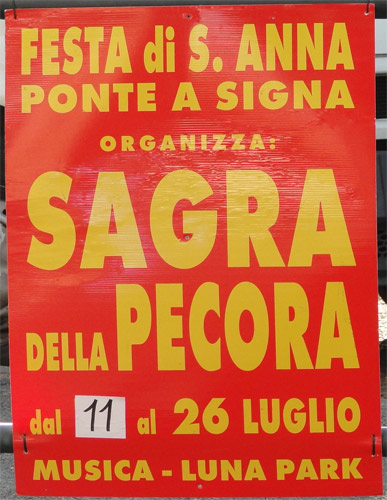 FESTA di S. ANNA
PONTE A SIGNA
ORGANIZZA:
SAGRA
DELLA PECORA
dal 11 al 26 LUGLIO
MUSICA - LUNA PARK